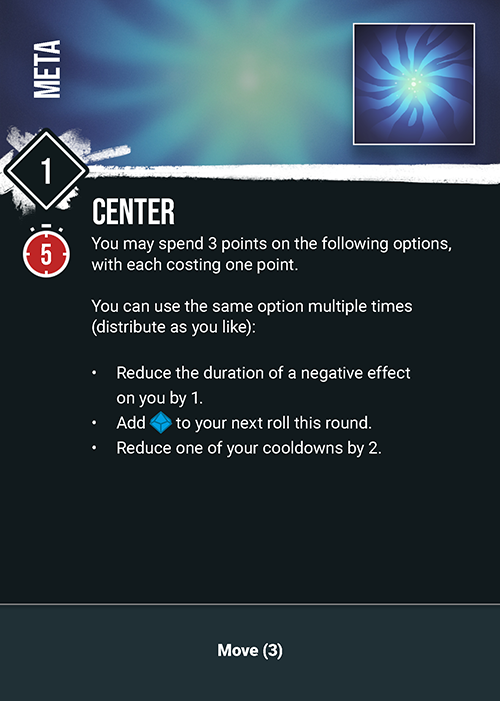 META
1
CENTER
5
You may spend 3 points on the following options,
with each costing one point.
You can use the same option multiple times
(distribute as you like):
• Reduce the duration of a negative effect
on you by 1.
• Add to your next roll this round.
• Reduce one of your cooldowns by 2.
Move (3)